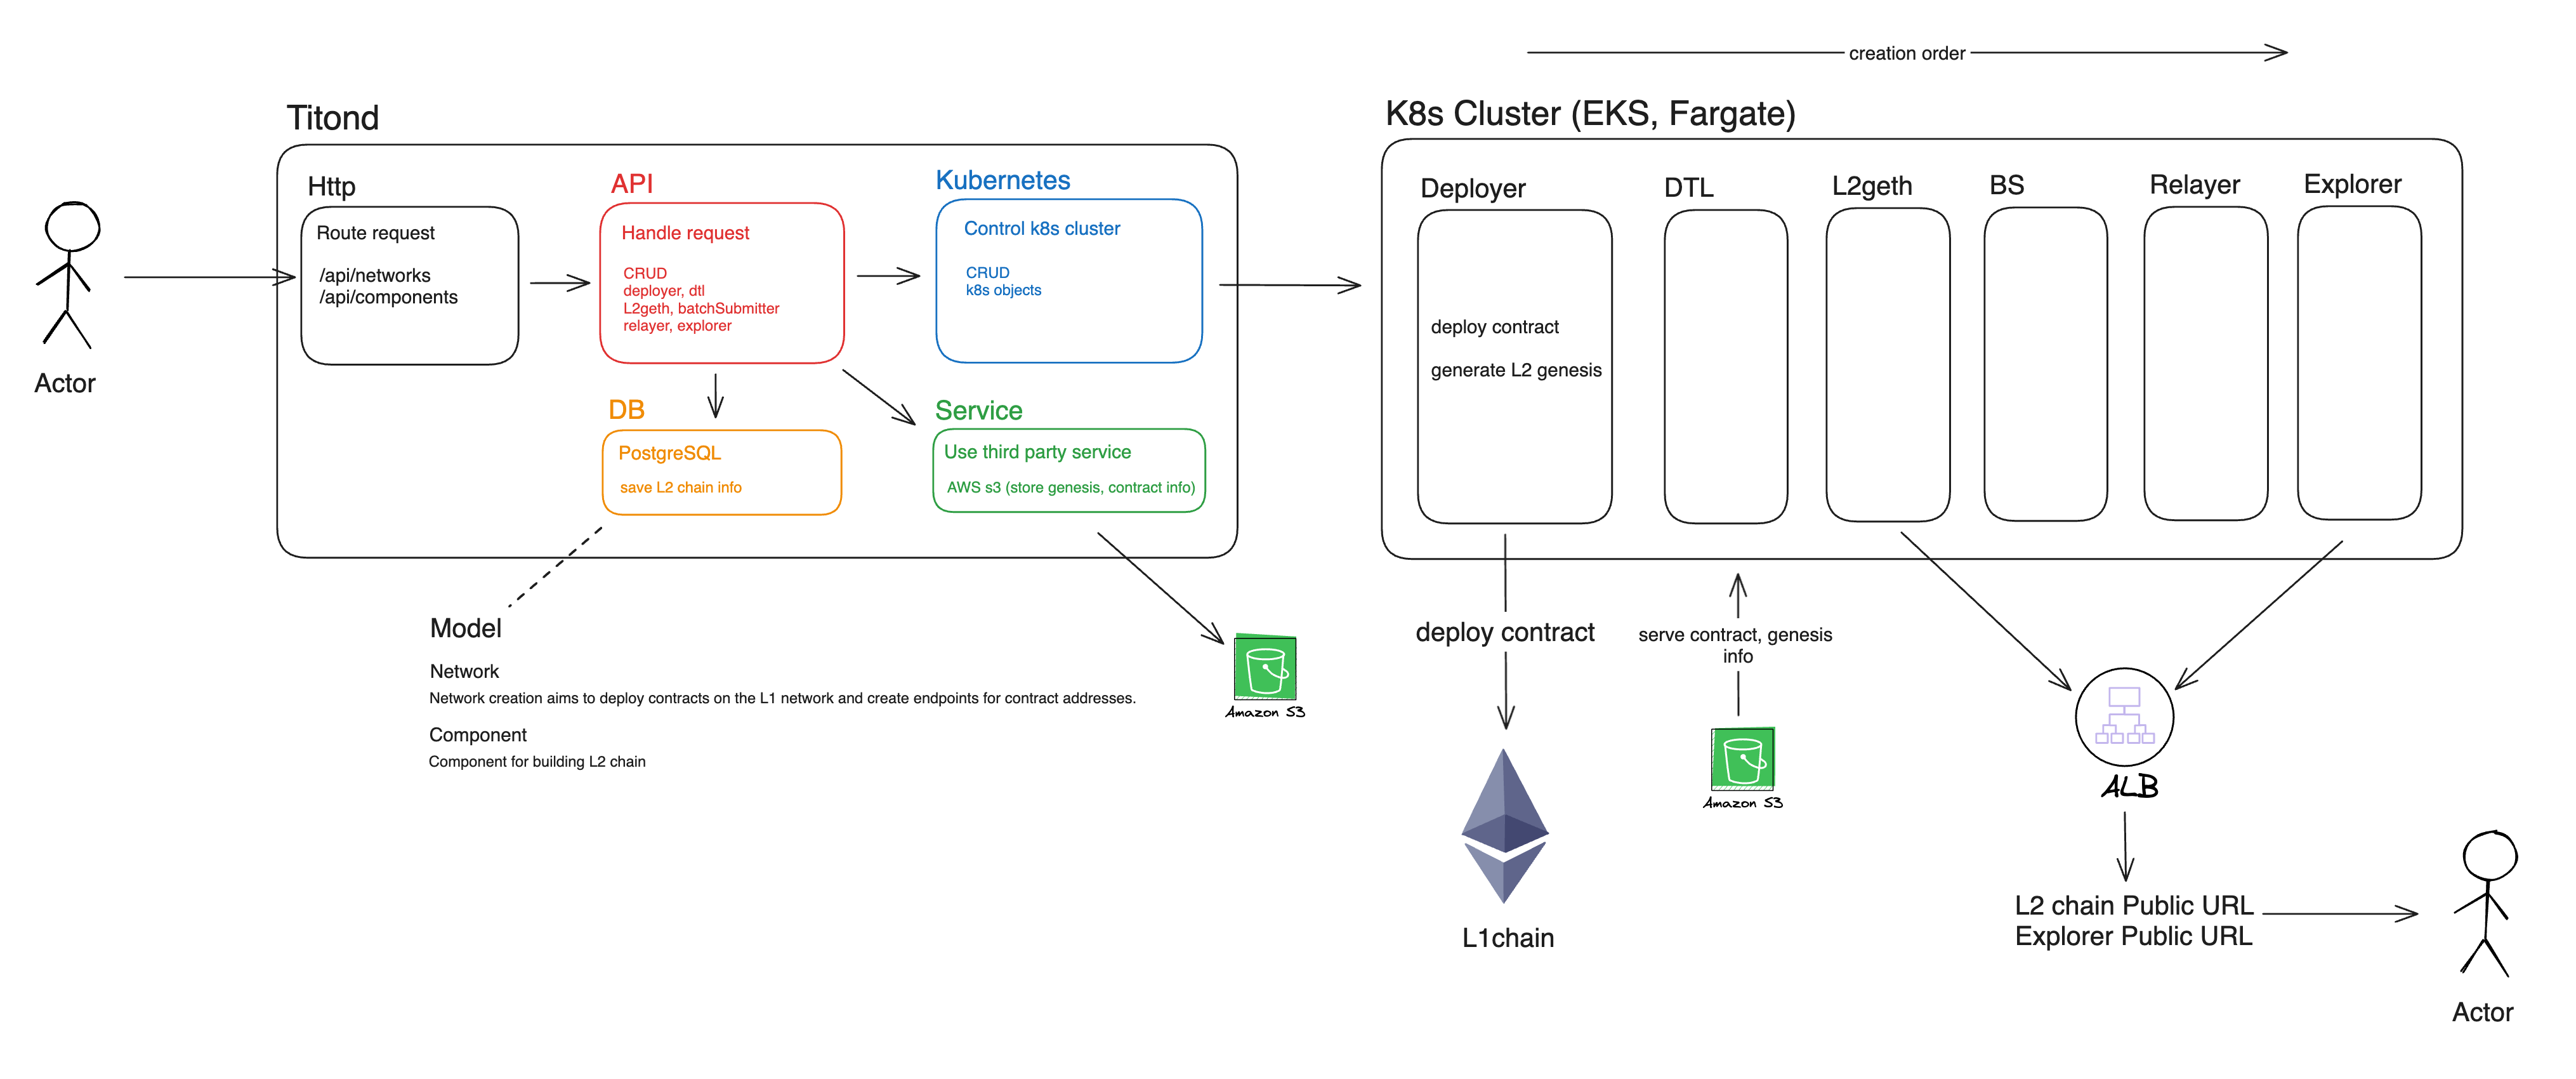 creation order
Titond
K8s Cluster (EKS, Fargate)
Http
Route request
/api/networks
/api/components
API
Handle request
CRUD
deployer, dtl
L2geth, batchSubmitter
relayer, explorer
Kubernetes
Control k8s cluster
CRUD
k8s objects
Actor
DB
PostgreSQL
save L2 chain info
Service
Use third party service
AWS s3 (store genesis, contract info)
Model
Network
Network creation aims to deploy contracts on the L1 network and create endpoints for contract addresses.
Component
Component for building L2 chain
Amazon S3
Deployer
deploy contract
generate L2 genesis
DTL
L2geth
BS
Relayer
Explorer
deploy contract
L1chain
serve contract, genesis
info
Amazon S3
ALB
L2 chain Public URL
Explorer Public URL
Actor